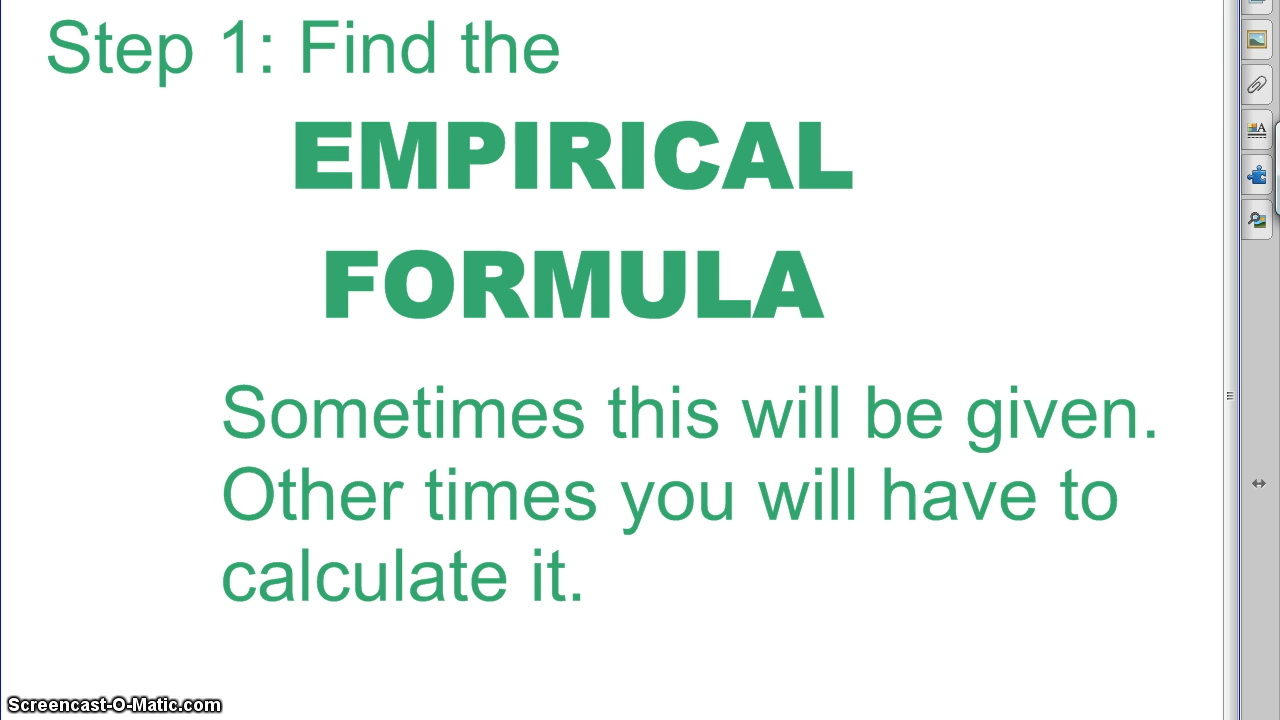 Step 1: Find the
EMPIRICAL
FORMULA
Sometimes this will be given.
Other times you will have to
calculate it.
Screencast-O-Matic.com